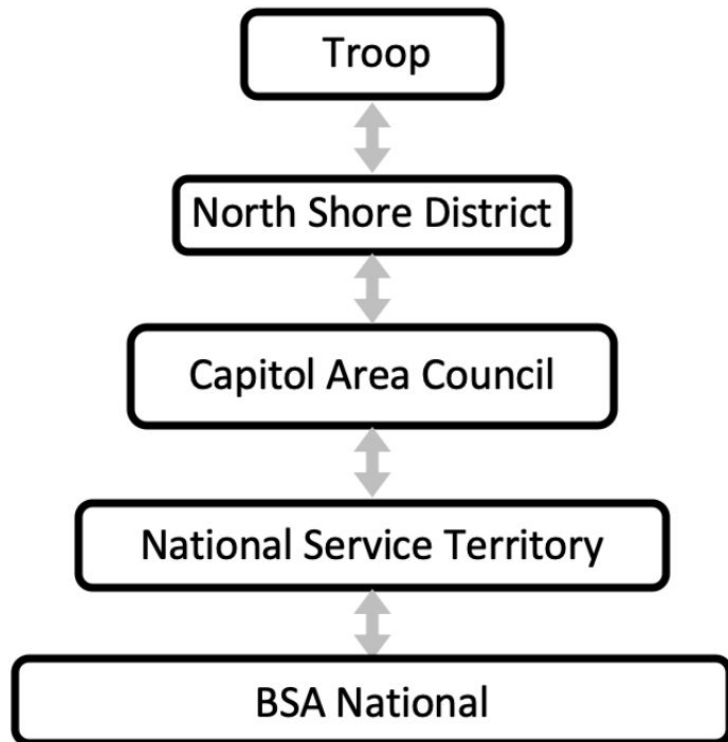 Troop
North Shore District
Capitol Area Council
National Service Territory
BSA National